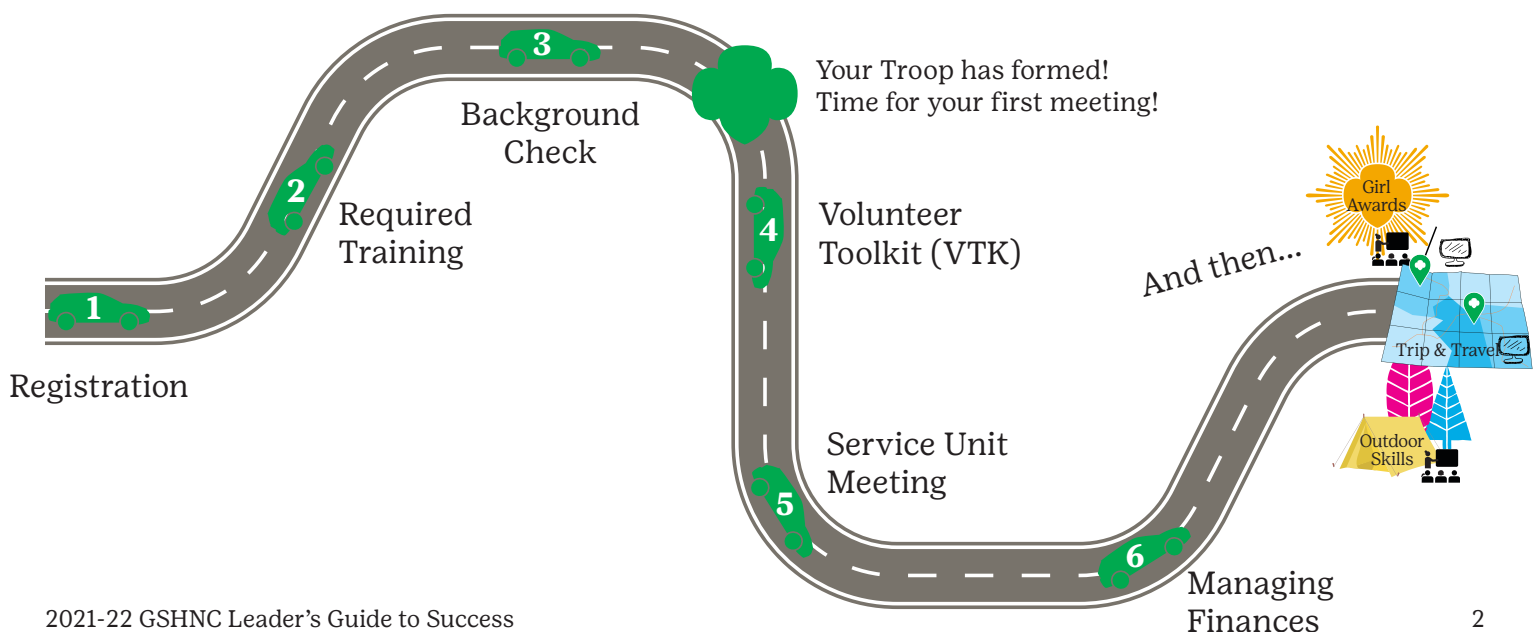 1
Registration
2
Required
Training
3
Background
Check
Your Troop has formed!
Time for your first meeting!
4
Volunteer
Toolkit (VTK)
5
Service Unit
Meeting
6
Managing
Finances
And then...
Girl
Awards
Trip & Travel
Outdoor
Skills
2021-22 GSHNC Leader's Guide to Success
2